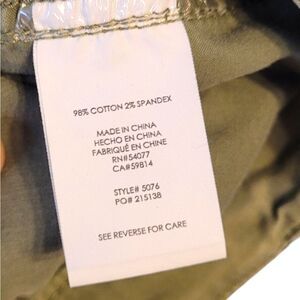 98% COTTON 2% SPANDEX
MADE IN CHINA
HECHO EN CHINA
FABRIQUÉ EN CHINE
RN#54077
CA#59814
STYLE# 5076
PO# 215138
SEE REVERSE FOR CARE